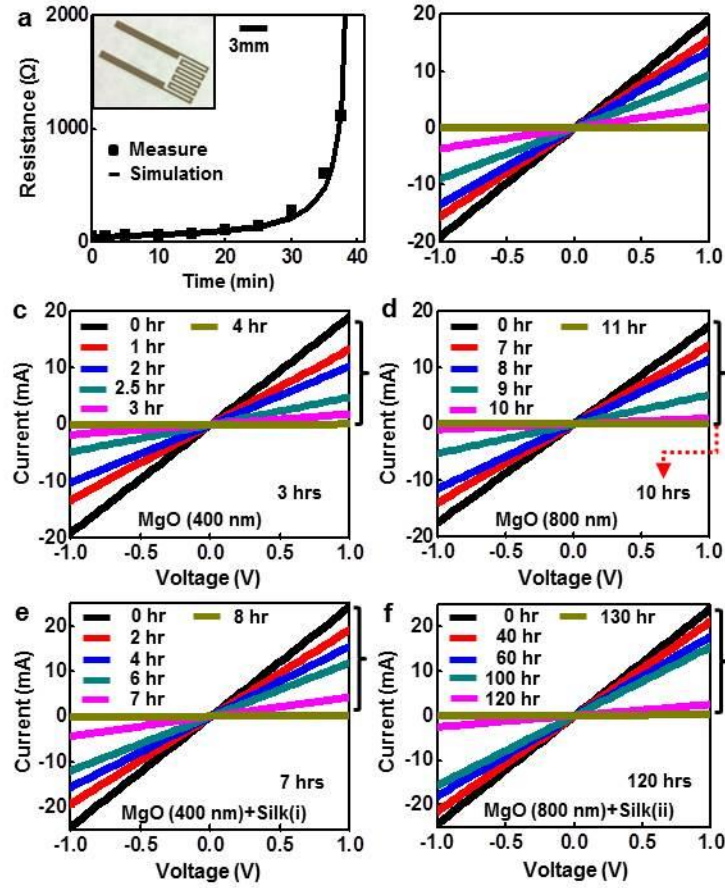 a
2000
1000
0
Resistance (Ω)
3mm
Measure
Simulation
0 10 20 30 40
Time (min)
20
10
0
-10
20
-1.0 -0.5 0.0 0.5 1.0
c
20
10
0
-10
-20
Current (mA)
0 hr 4 hr
1 hr
2 hr
2.5 hr
3 hr
3 hrs
MgO (400 nm)
-1.0 -0.5 0.0 0.5 1.0
Voltage (V)
d
20
10
0
-10
-20
Current (mA)
0 hr 11 hr
7 hr
8 hr
9 hr
10 hr
10 hrs
MgO (800 nm)
-1.0 -0.5 0.0 0.5 1.0
Voltage (V)
e
20
10
0
-10
-20
Current (mA)
0 hr 8 hr
2 hr
4 hr
6 hr
7 hr
7 hrs
MgO (400 nm)+Silk(i)
-1.0 -0.5 0.0 0.5 1.0
Voltage (V)
f
20
10
0
-10
-20
Current (mA)
0 hr 130 hr
40 hr
60 hr
100 hr
120 hr
120 hrs
MgO (800 nm)+Silk(ii)
-1.0 -0.5 0.0 0.5 1.0
Voltage (V)